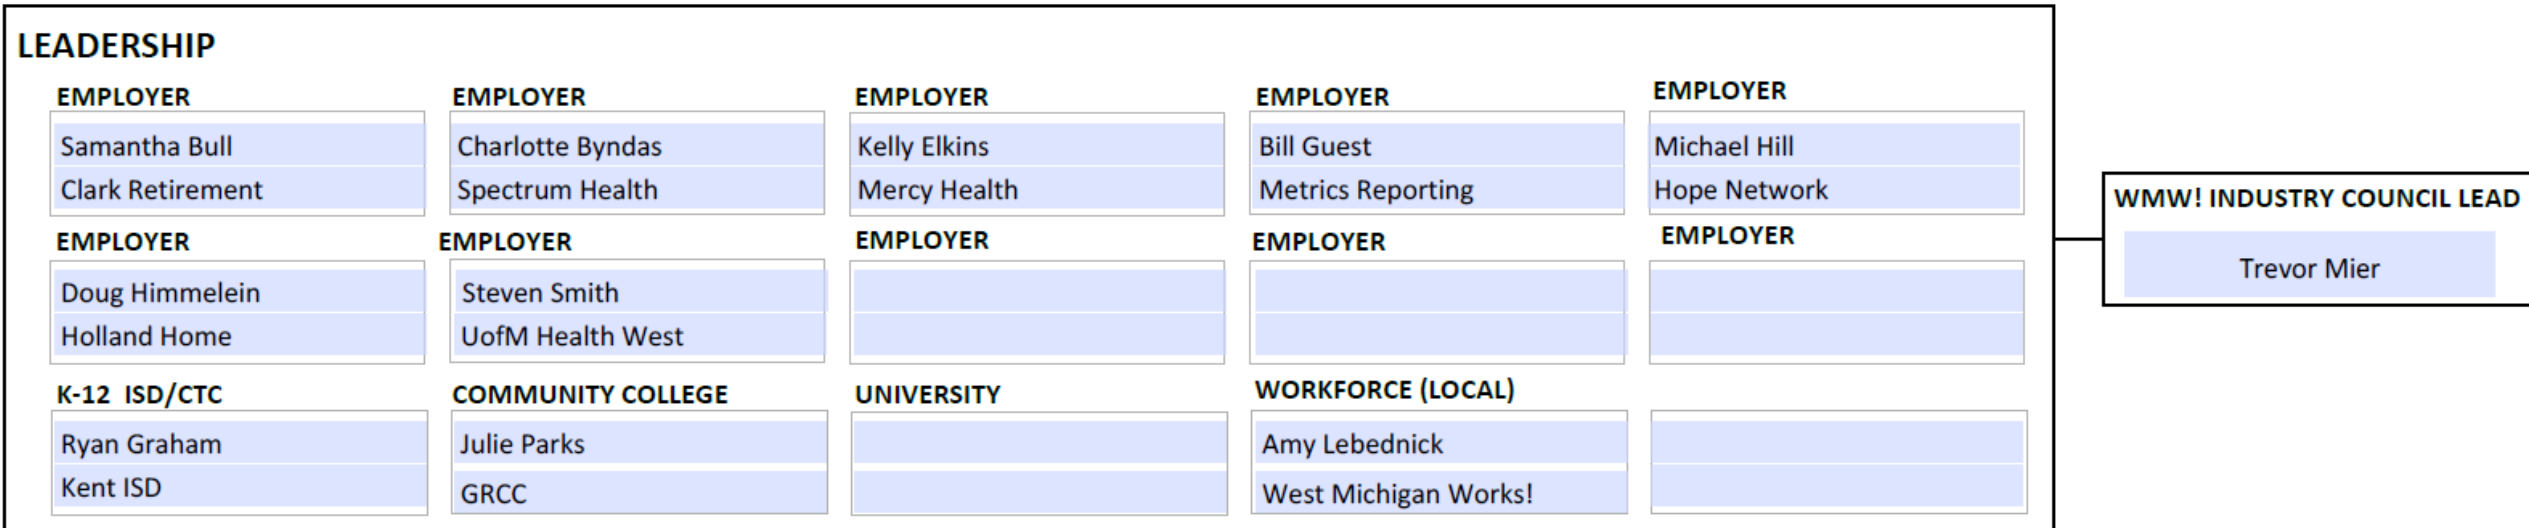 LEADERSHIP
EMPLOYER EMPLOYER EMPLOYER EMPLOYER EMPLOYER
Samantha Bull Charlotte Byndas Kelly Elkins Bill Guest Michael Hill
Clark Retirement Spectrum Health Mercy Health Metrics Reporting Hope Network
EMPLOYER EMPLOYER EMPLOYER EMPLOYER EMPLOYER
Doug Himmelein Steven Smith
Holland Home UofM Health West
K-12 ISD/CTC COMMUNITY COLLEGE UNIVERSITY WORKFORCE (LOCAL)
Ryan Graham Julie Parks Amy Lebednick
Kent ISD GRCC West Michigan Works!
WMW! INDUSTRY COUNCIL LEAD
Trevor Mier